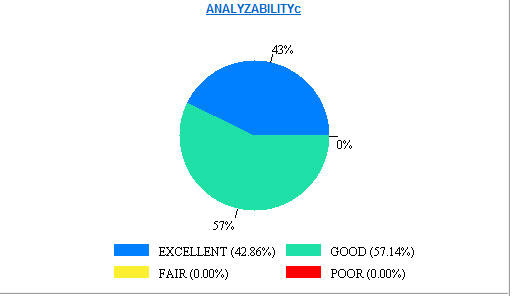 ANALYZABILITYc
43%
0%
57%
EXCELLENT (42.86%) GOOD (57.14%)
FAIR (0.00%) POOR (0.00%)